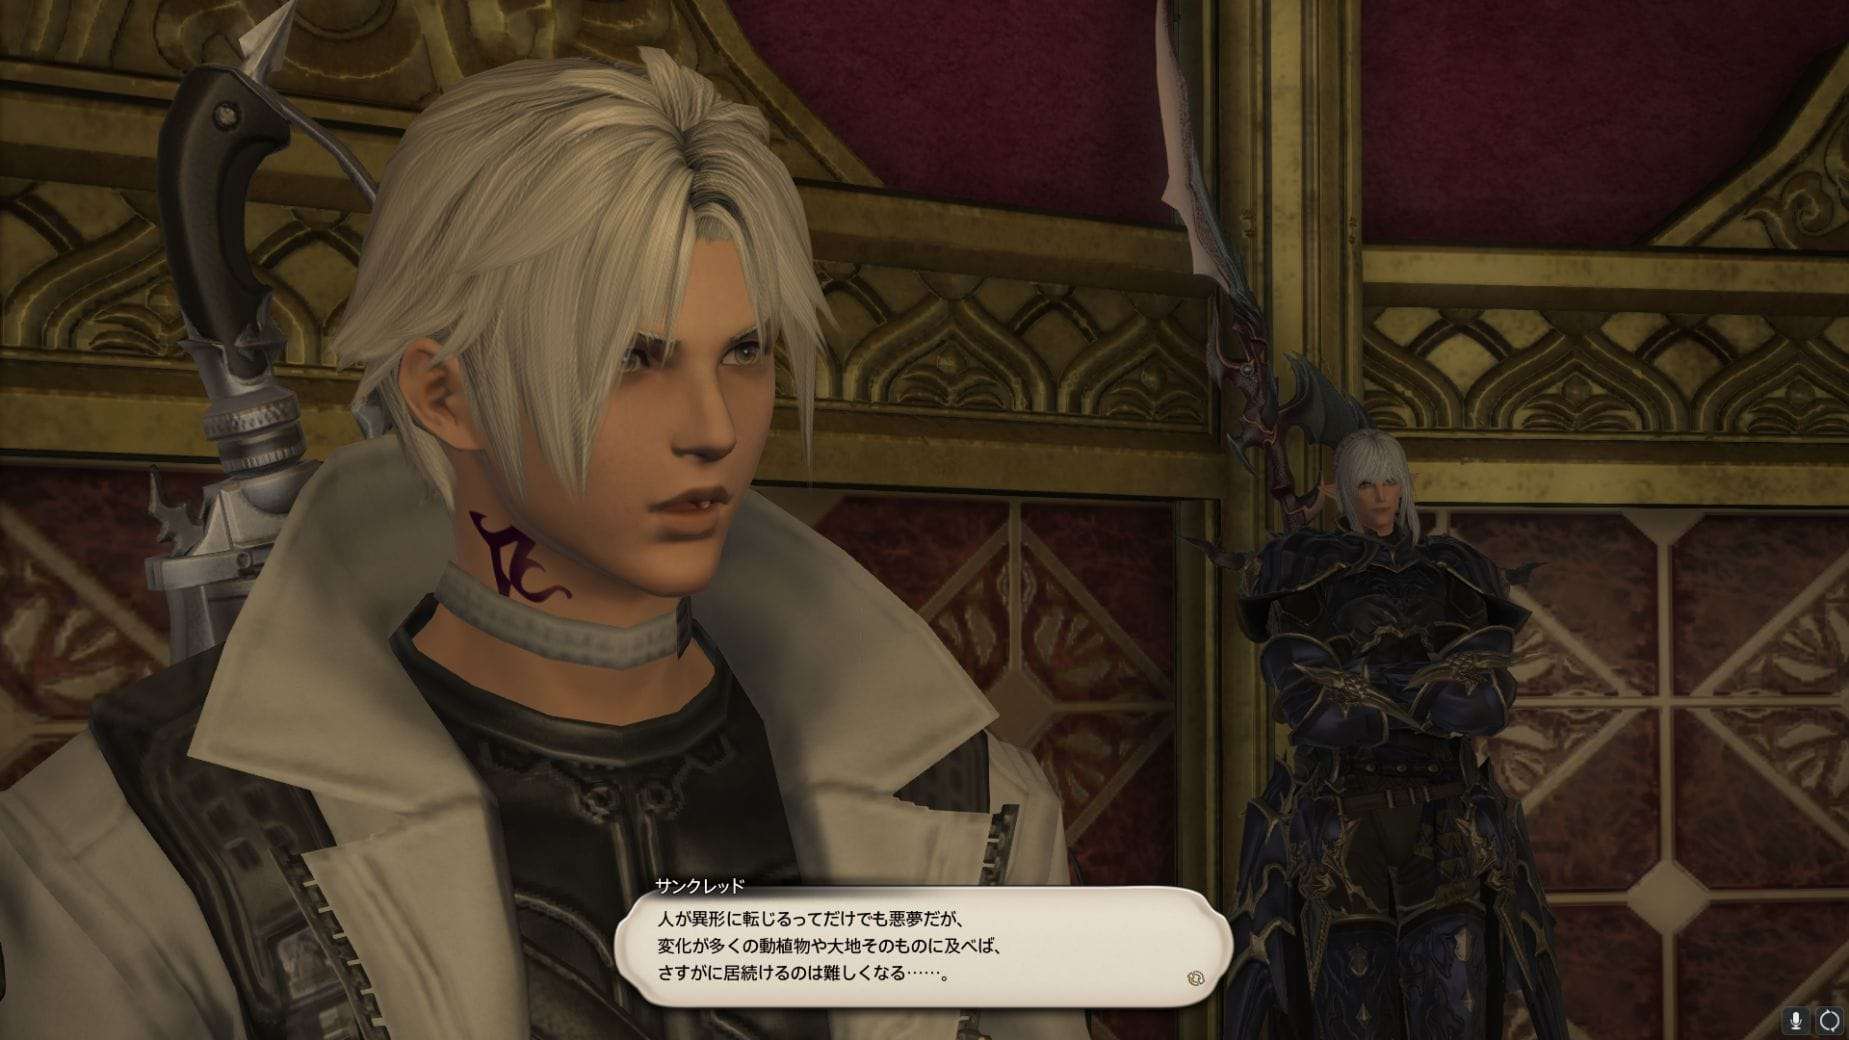 サンクレッド
人が異形に転じるってだけでも悪夢だが、
変化が多くの動植物や大地そのものに及べば、
さすがに居続けるのは難しくなる……。